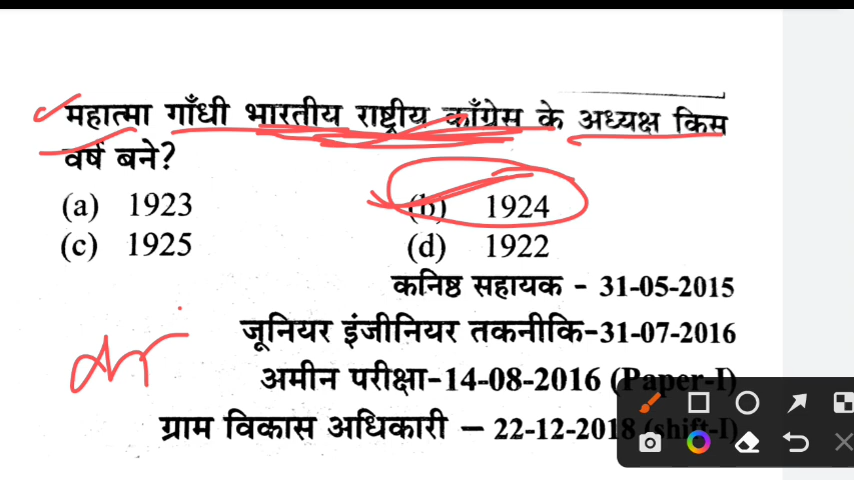 महात्मा गाँधी भारतीय राष्ट्रीय काँग्रेस के अध्यक्ष किस
वर्ष बने?
(a) 1923 (b) 1924
(c) 1925 (d) 1922
कनिष्ठ सहायक - 31-05-2015
जूनियर इंजीनियर तकनीकि-31-07-2016
अमीन परीक्षा-14-08-2016 (Paper-I)
ग्राम विकास अधिकारी – 22-12-2018 (shift-I)